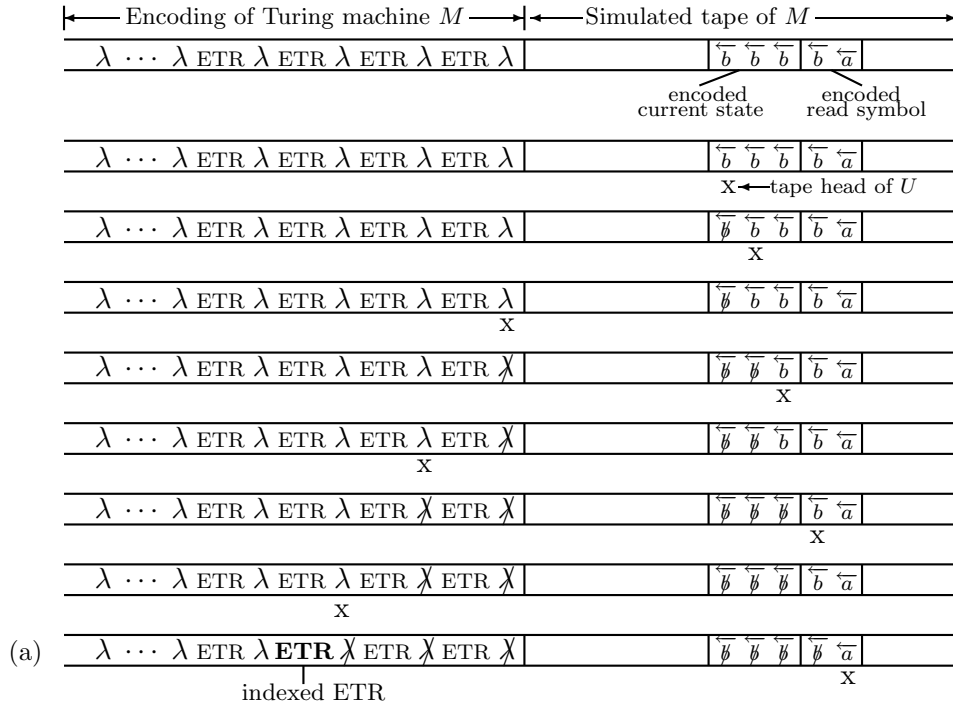 Encoding of Turing machine M Simulated tape of M
λ ··· λ ETR λ ETR λ ETR λ ETR λ b⃖ b⃖ b⃖ b⃖ a⃖
encoded current state encoded read symbol
λ ··· λ ETR λ ETR λ ETR λ ETR λ b⃖ b⃖ b⃖ b⃖ a⃖
x tape head of U
λ ··· λ ETR λ ETR λ ETR λ ETR λ b̸⃖ b⃖ b⃖ b⃖ a⃖
x
λ ··· λ ETR λ ETR λ ETR λ ETR λ b̸⃖ b⃖ b⃖ b⃖ a⃖
x
λ ··· λ ETR λ ETR λ ETR λ ETR λ̸ b̸⃖ b̸⃖ b⃖ b⃖ a⃖
x
λ ··· λ ETR λ ETR λ ETR λ ETR λ̸ b̸⃖ b̸⃖ b⃖ b⃖ a⃖
x
λ ··· λ ETR λ ETR λ ETR λ̸ ETR λ̸ b̸⃖ b̸⃖ b̸⃖ b⃖ a⃖
x
λ ··· λ ETR λ ETR λ ETR λ̸ ETR λ̸ b̸⃖ b̸⃖ b̸⃖ b⃖ a⃖
x
(a) λ ··· λ ETR λ ETR λ̸ ETR λ̸ ETR λ̸ b̸⃖ b̸⃖ b̸⃖ b̸⃖ a⃖
x
indexed ETR